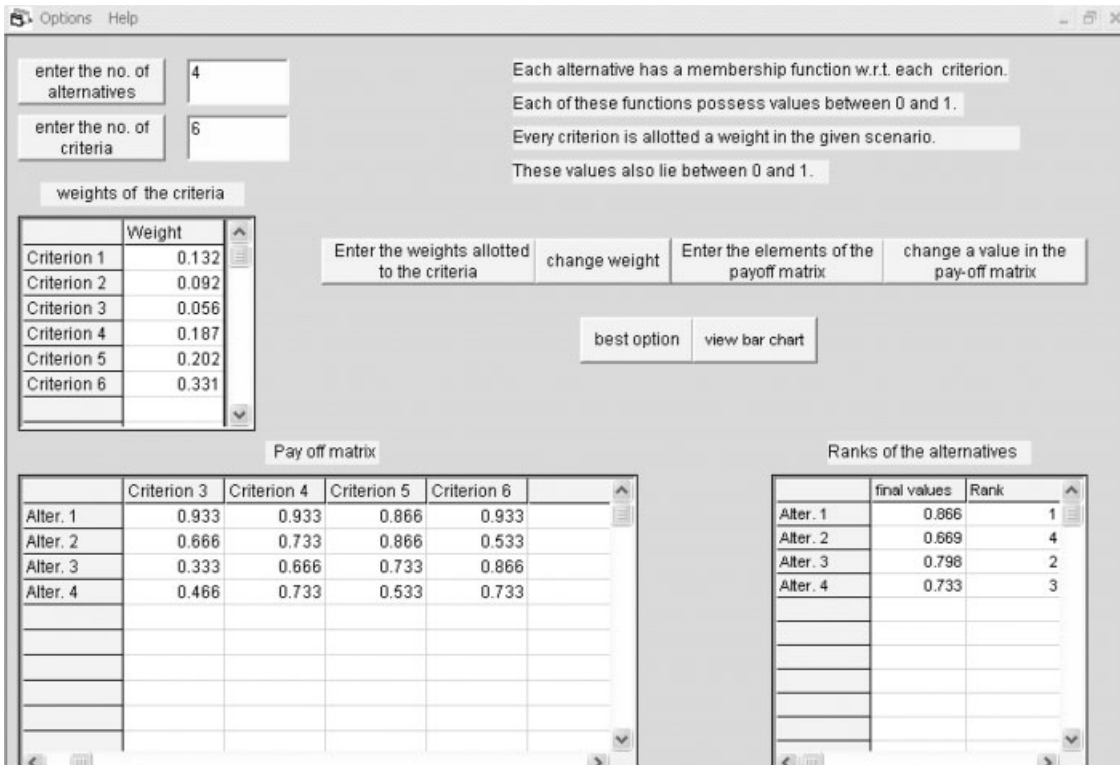 Options Help
enter the no. of
alternatives
4
enter the no. of
criteria
6
Each alternative has a membership function w.r.t. each criterion.
Each of these functions possess values between 0 and 1.
Every criterion is allotted a weight in the given scenario.
These values also lie between 0 and 1.
weights of the criteria
Weight
Criterion 1 0.132
Criterion 2 0.092
Criterion 3 0.056
Criterion 4 0.187
Criterion 5 0.202
Criterion 6 0.331
Enter the weights allotted
to the criteria
change weight
Enter the elements of the
payoff matrix
change a value in the
pay-off matrix
best option
view bar chart
Pay off matrix
Criterion 3 Criterion 4 Criterion 5 Criterion 6
Alter. 1 0.933 0.933 0.866 0.933
Alter. 2 0.666 0.733 0.866 0.533
Alter. 3 0.333 0.666 0.733 0.866
Alter. 4 0.466 0.733 0.533 0.733
Ranks of the alternatives
final values Rank
Alter. 1 0.866 1
Alter. 2 0.669 4
Alter. 3 0.798 2
Alter. 4 0.733 3